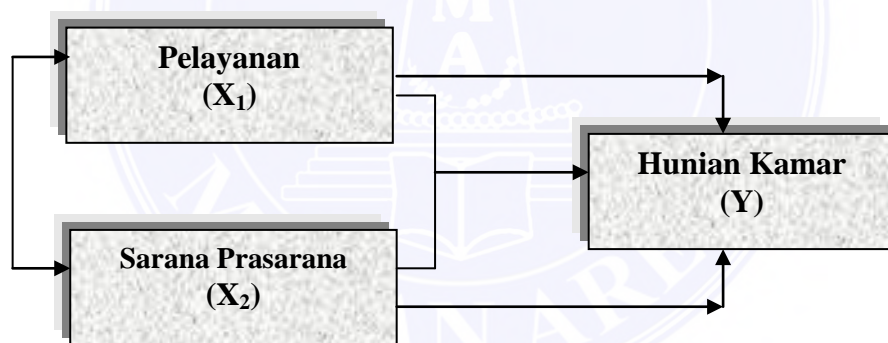 Pelayanan
(X₁)
Hunian Kamar
(Y)
Sarana Prasarana
(X₂)